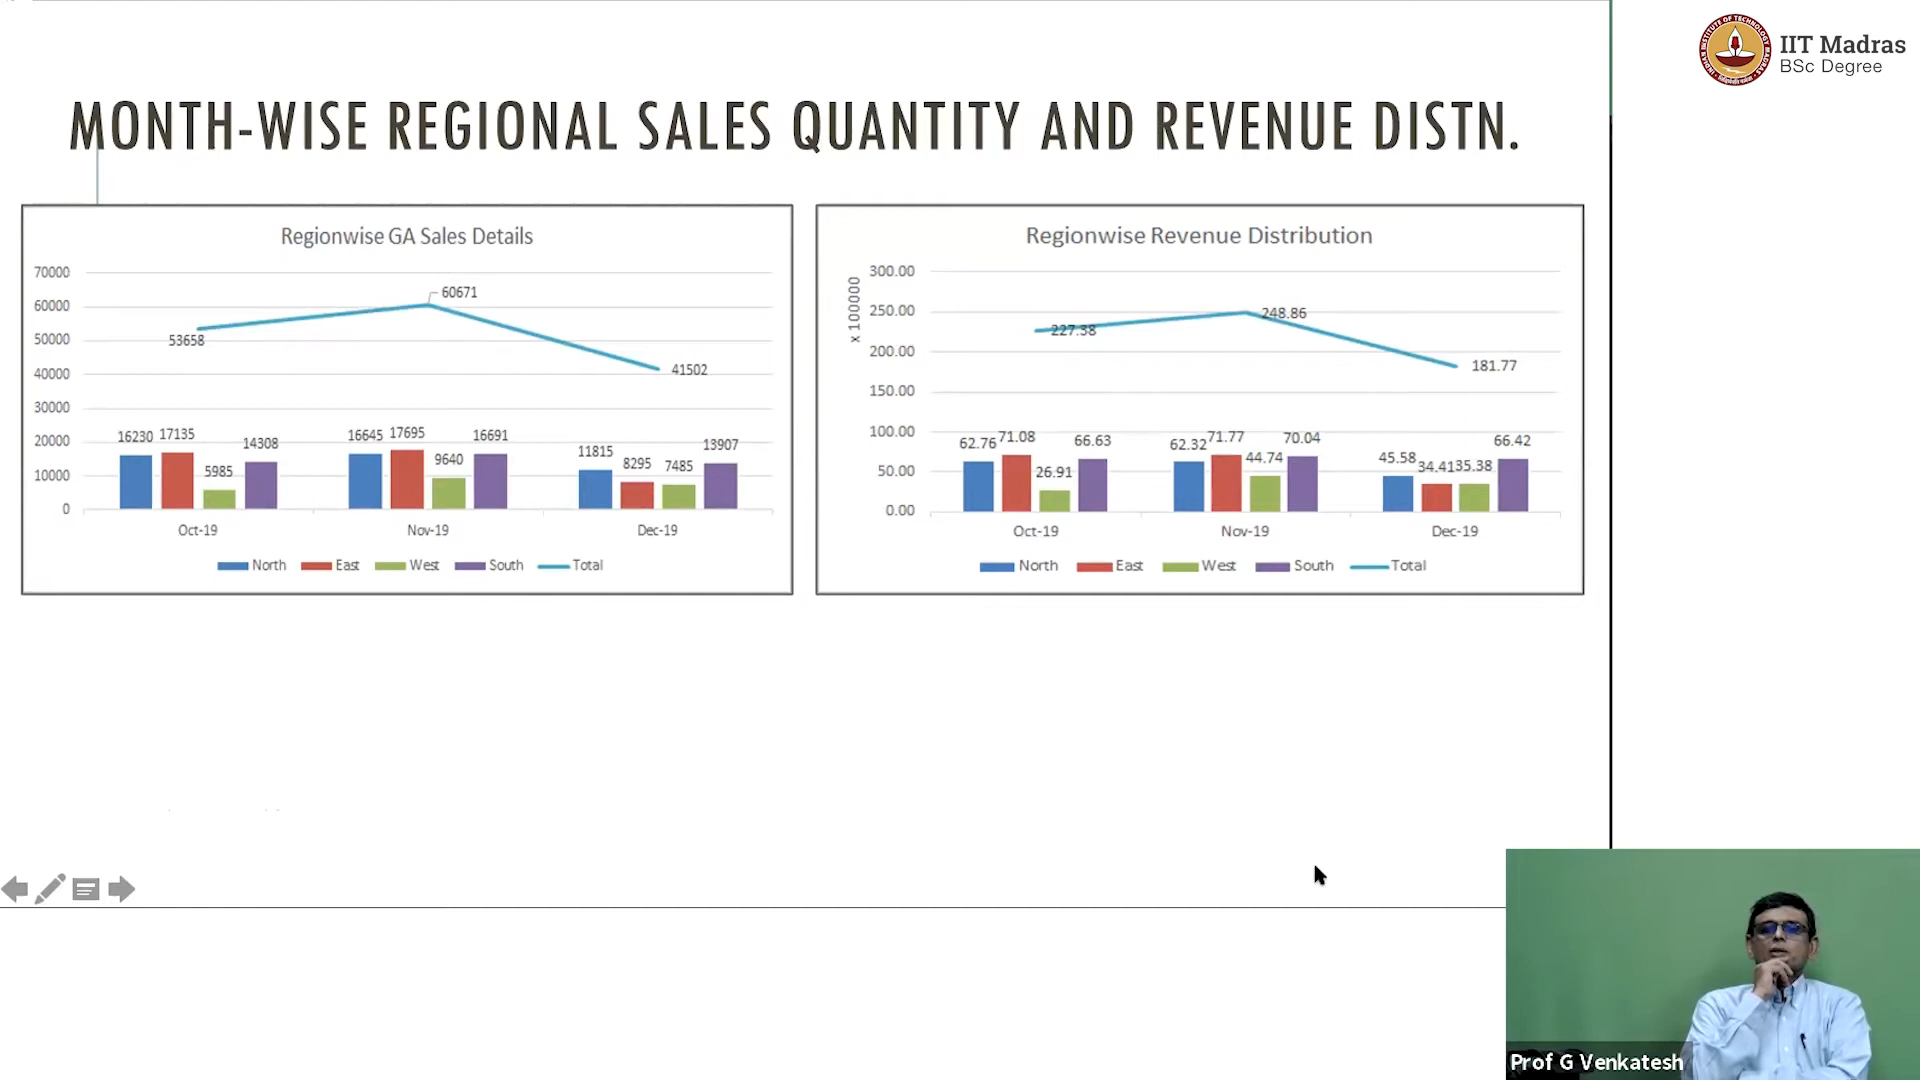 IIT Madras
BSc Degree
MONTH-WISE REGIONAL SALES QUANTITY AND REVENUE DISTN.
Regionwise GA Sales Details
70000
60000
50000
40000
30000
20000
10000
0
53658
60671
41502
16230 17135 5985 14308
16645 17695 9640 16691
11815 8295 7485 13907
Oct-19 Nov-19 Dec-19
North East West South Total
Regionwise Revenue Distribution
x 100000
300.00
250.00
200.00
150.00
100.00
50.00
0.00
227.38
248.86
181.77
62.76 71.08 26.91 66.63
62.32 71.77 44.74 70.04
45.58 34.41 35.38 66.42
Oct-19 Nov-19 Dec-19
North East West South Total
Prof G Venkatesh